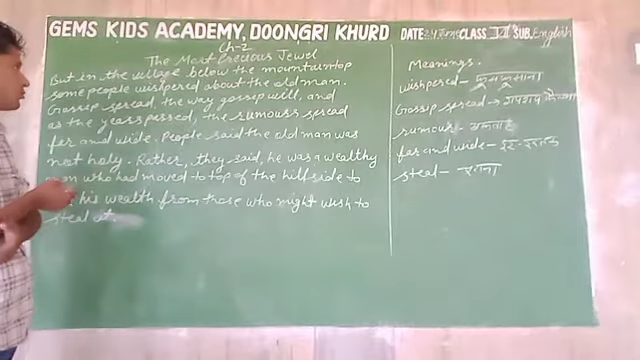 GEMS KIDS ACADEMY, DOONGRI KHURD DATE CLASS SUB. English
Ch-2
The Most Precious Jewel
But in the village below the mountaintop
some people wishpered about the old man.
Gossip spread, the way gossip will, and
as the years passed, the rumours spread
far and wide. People said the old man was
not holy. Rather, they said, he was a wealthy
man who had moved to top of the hillside to
his wealth from those who might wish to
steal it.
Meanings.
wishpered -
Gossip spread →
rumour -
far and wide -
steal -